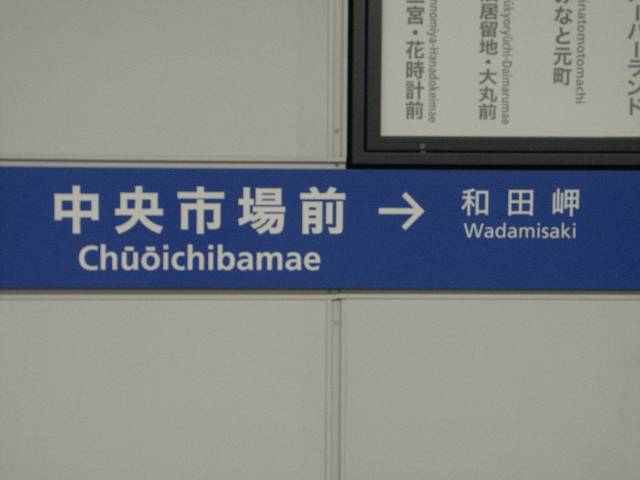 三宮・花時計前
居留地・大丸前
みなと元町
中央市場前 → 和田岬
Chūōichibamae Wadamisaki